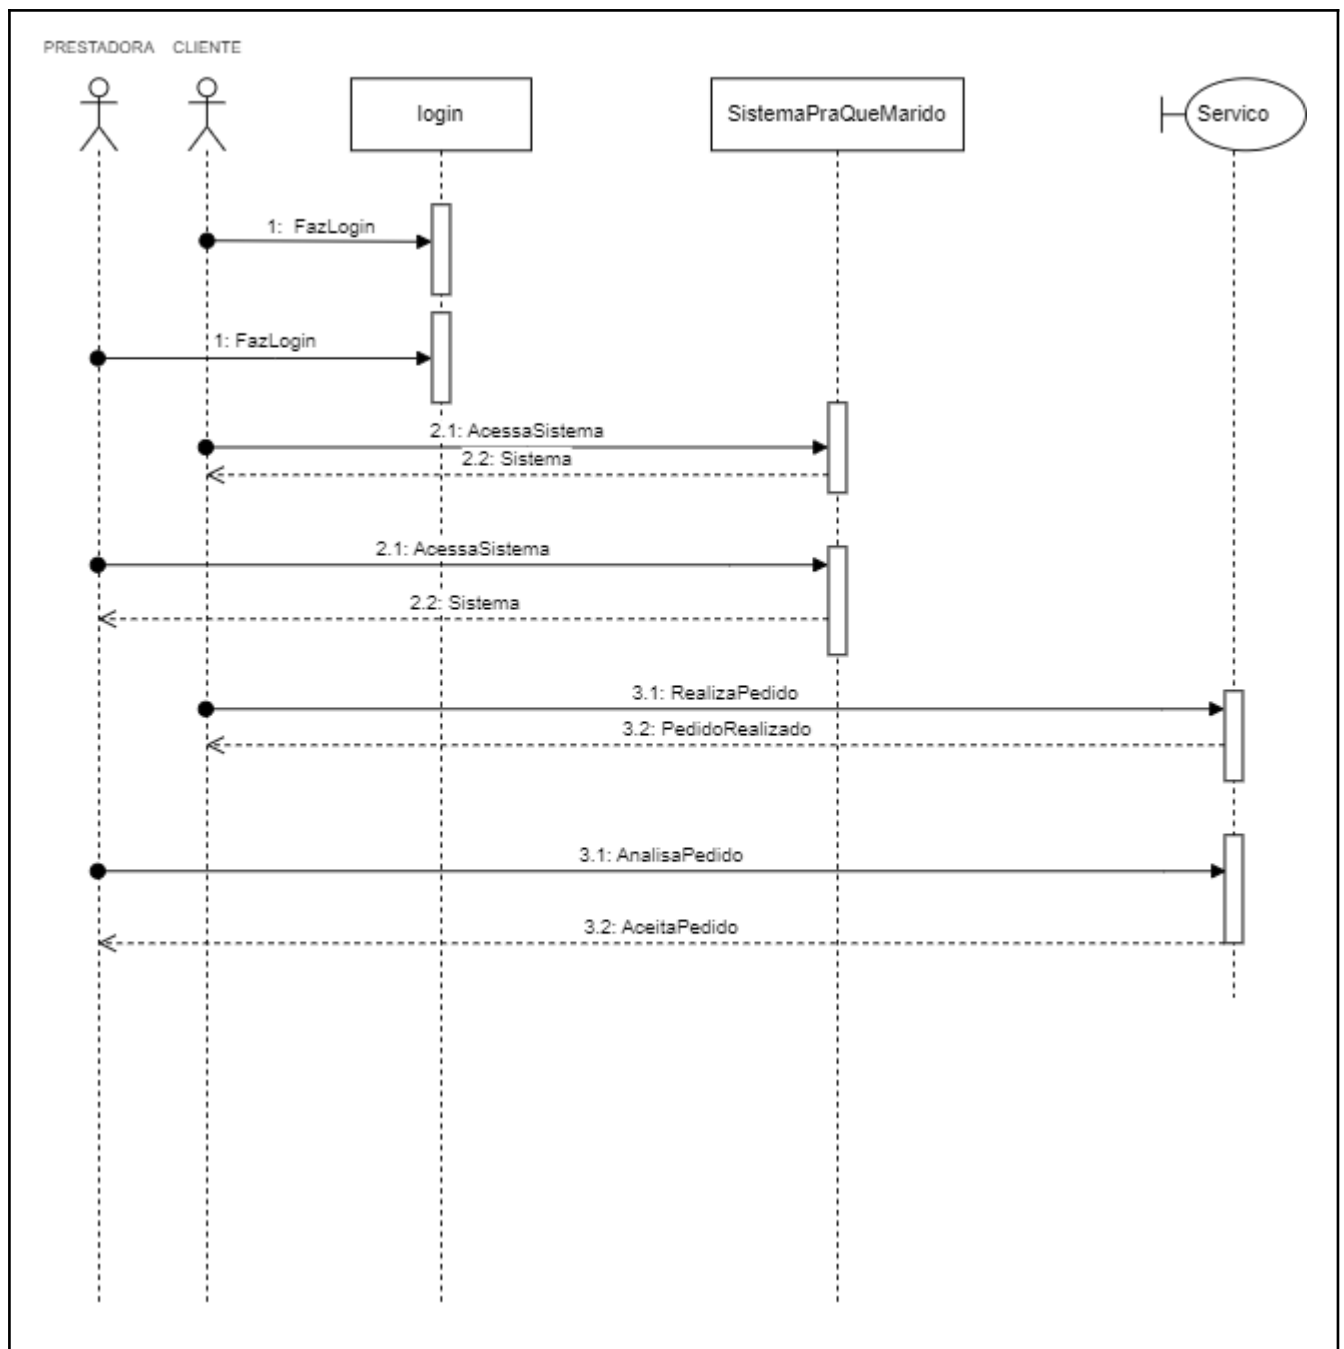 PRESTADORA CLIENTE
login
SistemaPraQueMarido
Servico
1: FazLogin
1: FazLogin
2.1: AcessaSistema
2.2: Sistema
2.1: AcessaSistema
2.2: Sistema
3.1: RealizaPedido
3.2: PedidoRealizado
3.1: AnalisaPedido
3.2: AceitaPedido